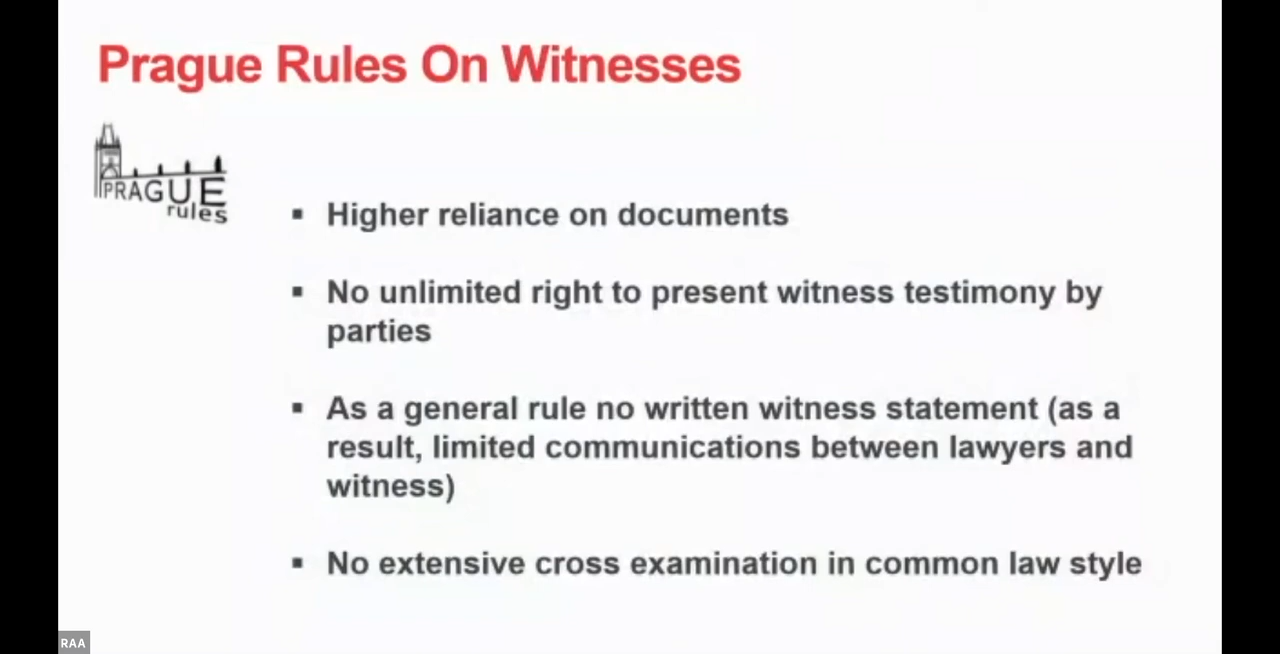 Prague Rules On Witnesses
PRAGUE
rules
▪ Higher reliance on documents
▪ No unlimited right to present witness testimony by
parties
▪ As a general rule no written witness statement (as a
result, limited communications between lawyers and
witness)
▪ No extensive cross examination in common law style
RAA